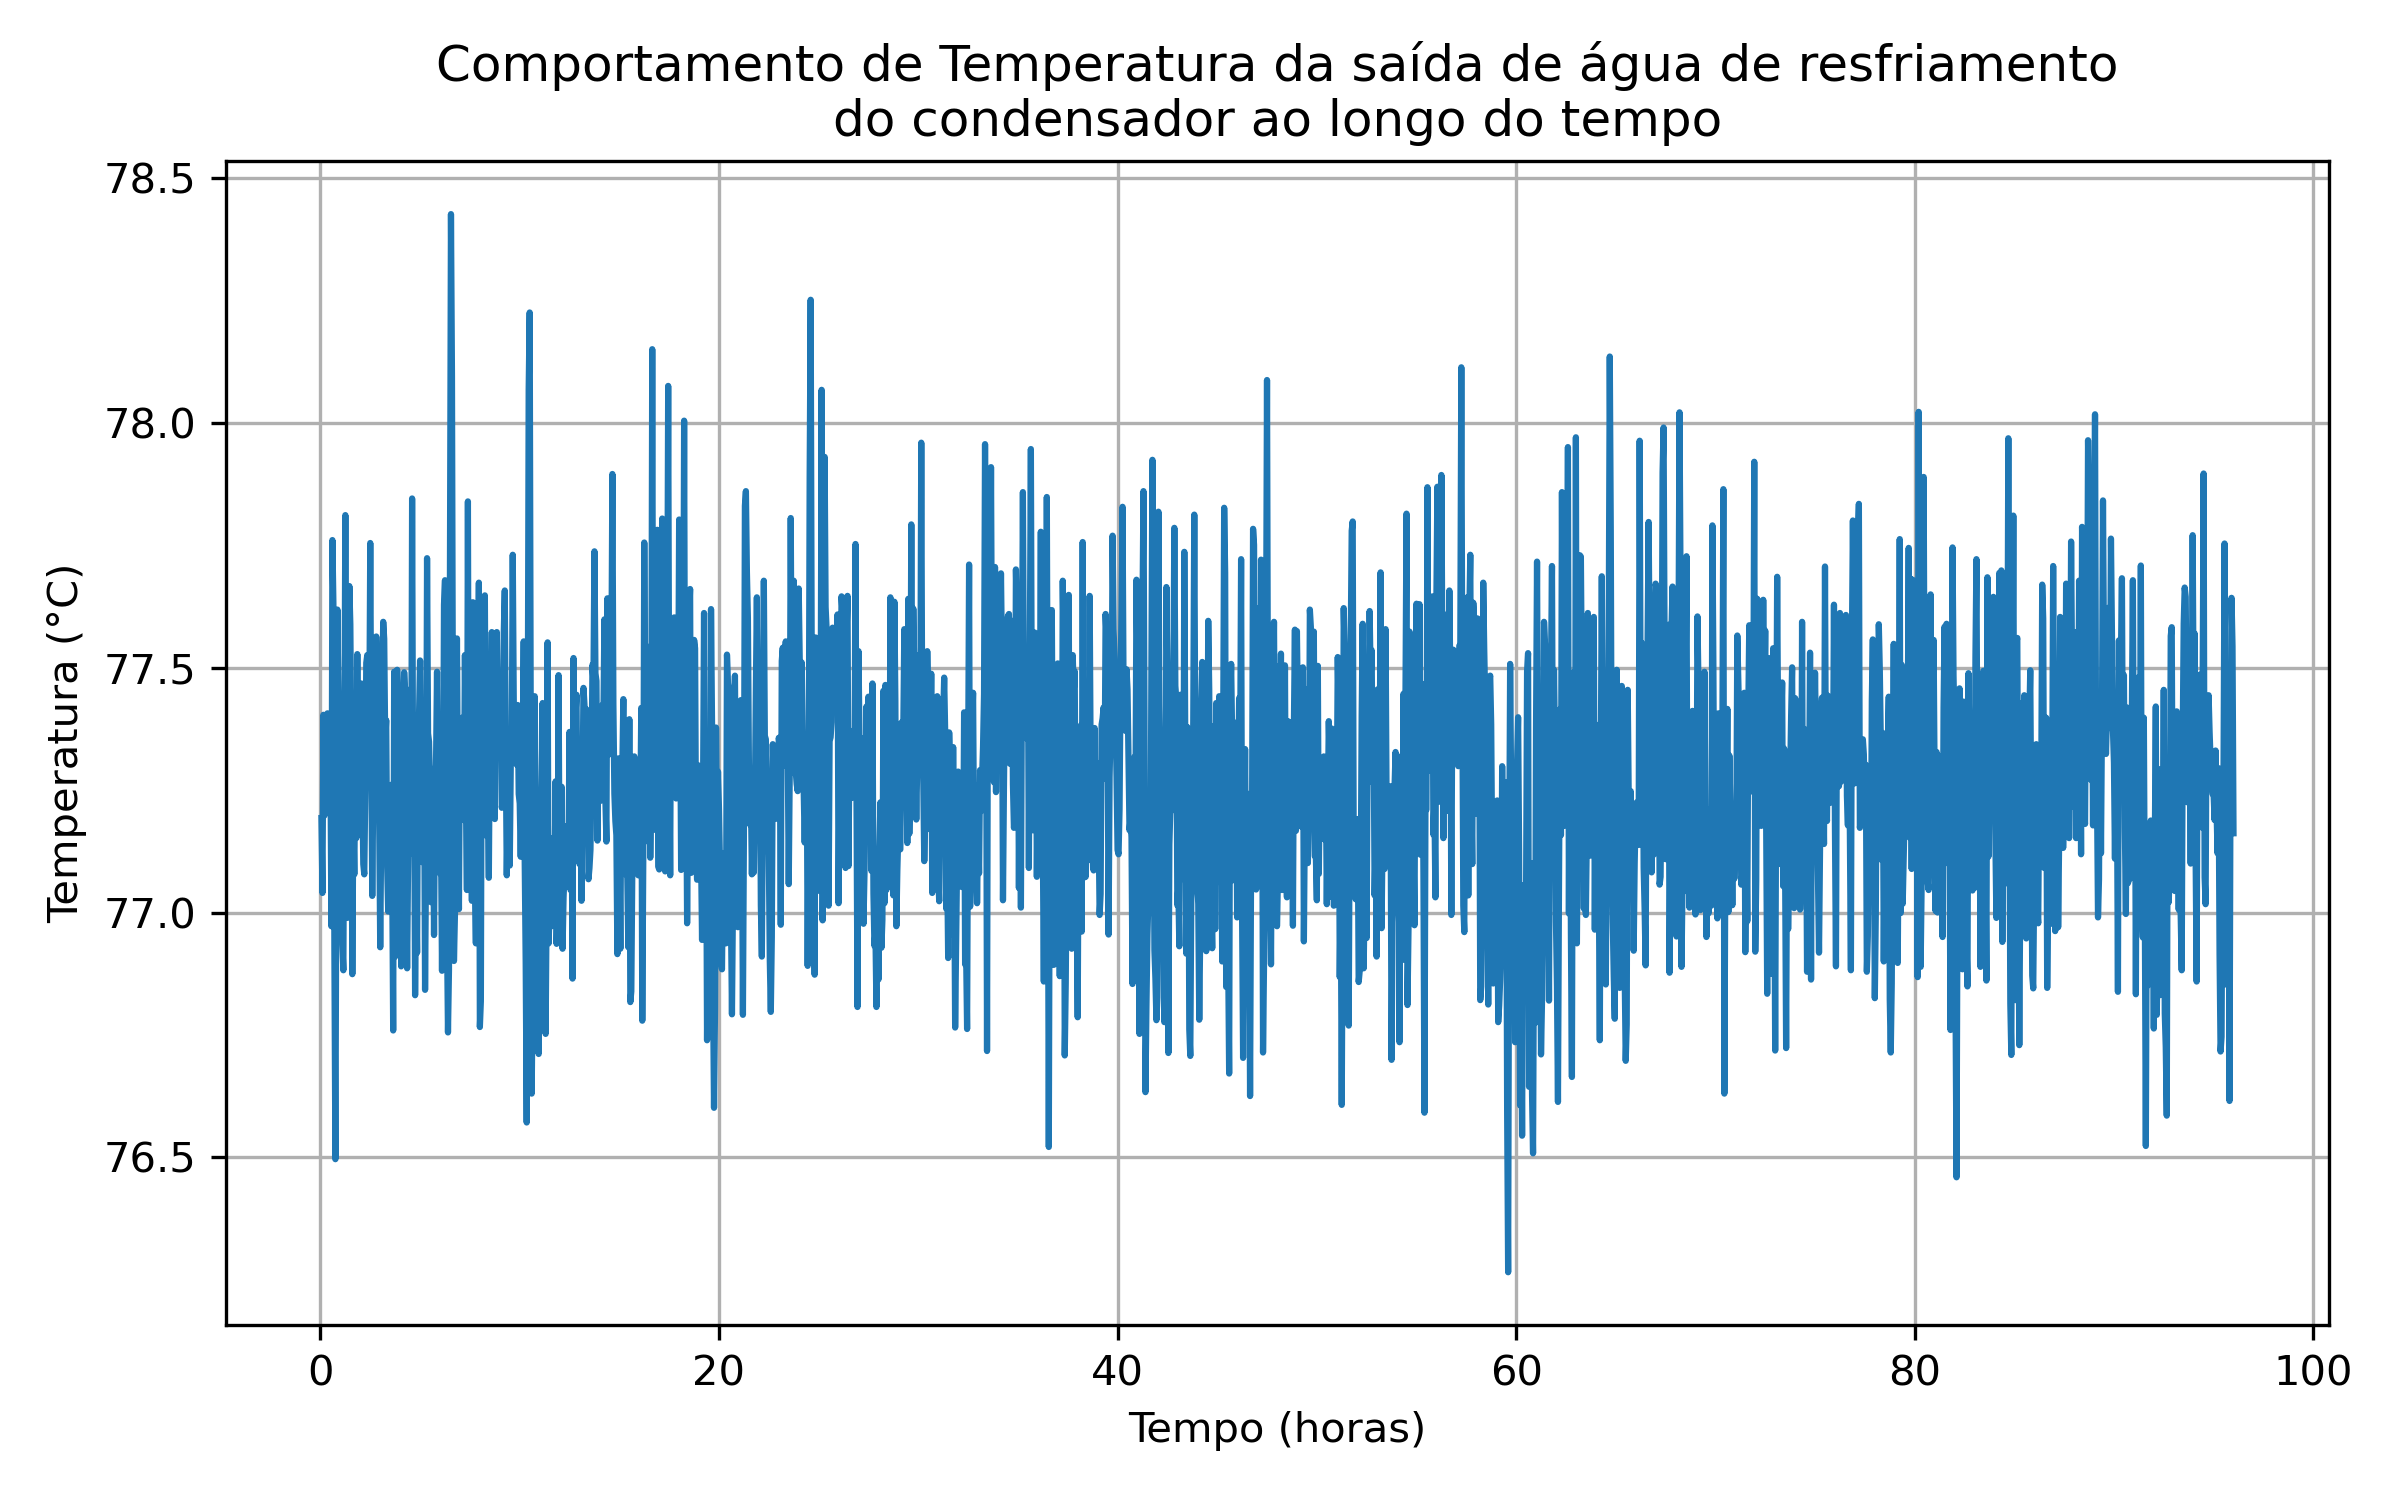 Comportamento de Temperatura da saída de água de resfriamento
do condensador ao longo do tempo
78.5
78.0
77.5
77.0
76.5
Temperatura (°C)
0 20 40 60 80 100
Tempo (horas)